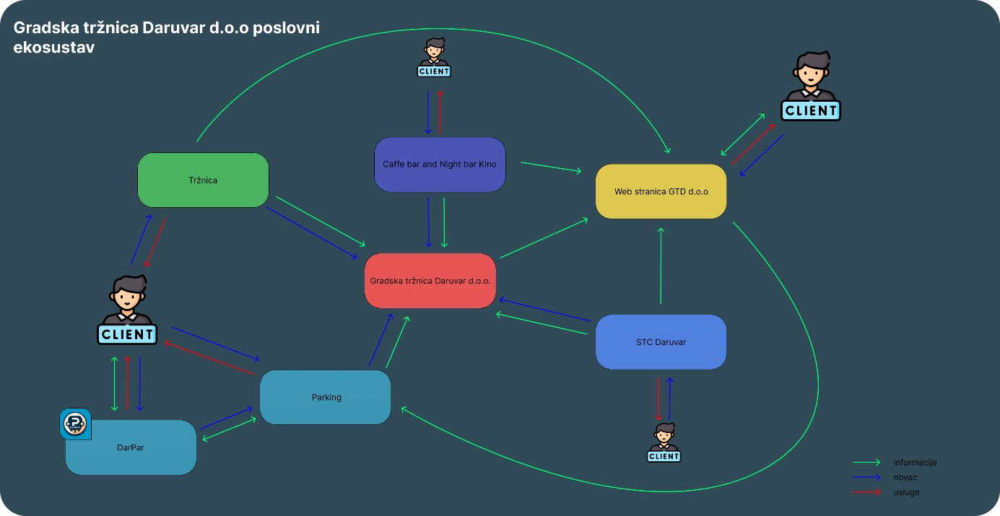 Gradska tržnica Daruvar d.o.o poslovni
ekosustav
CLIENT
CLIENT
Tržnica
Caffe bar and Night bar Kino
Web stranica GTD d.o.o
Gradska tržnica Daruvar d.o.o.
CLIENT
STC Daruvar
Parking
P
DarPar
CLIENT
informacije
novac
usluge